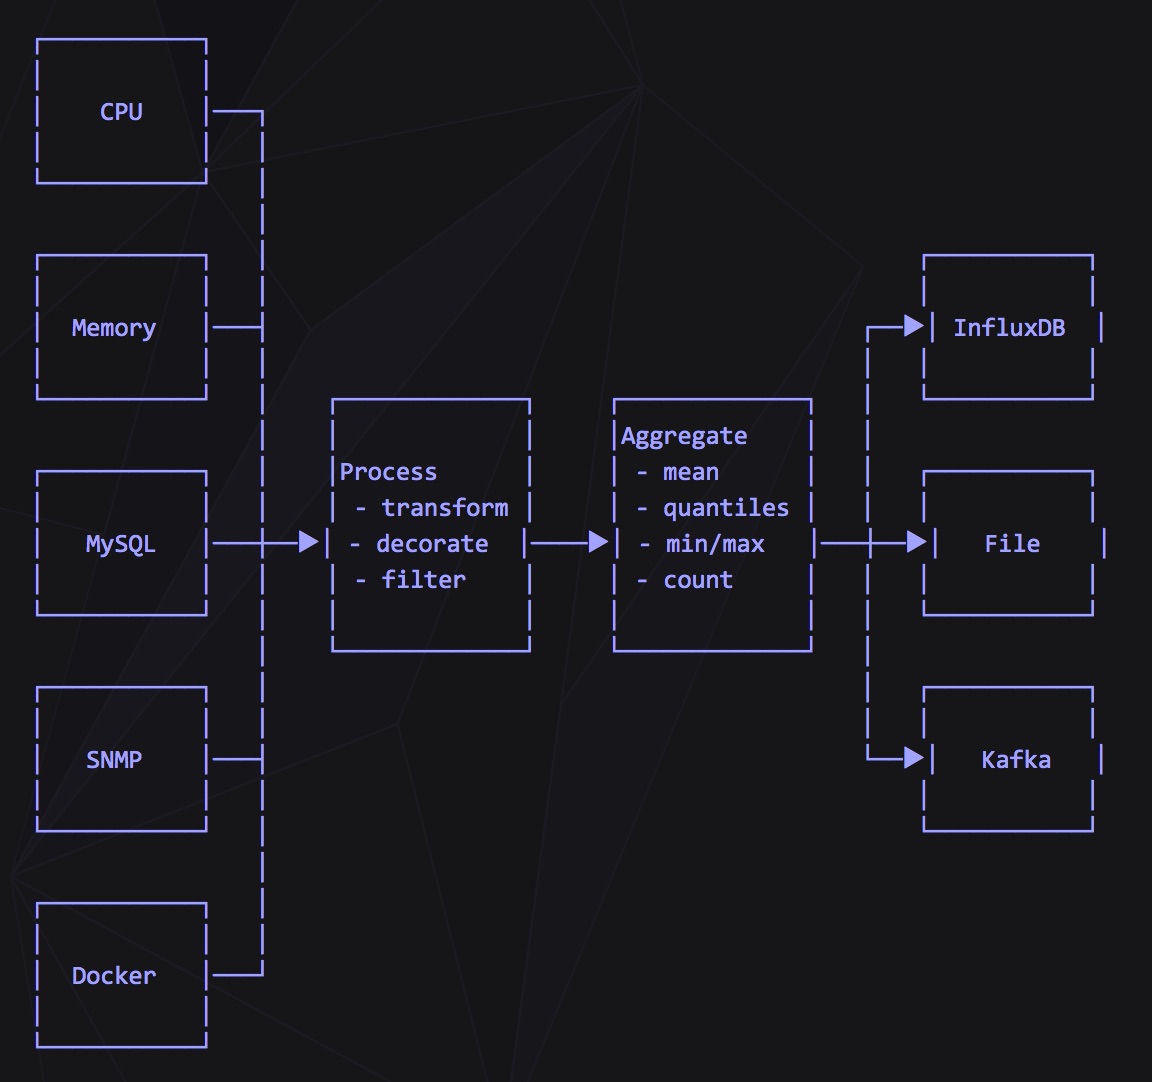 CPU
Memory
MySQL
SNMP
Docker
Process
- transform
- decorate
- filter
Aggregate
- mean
- quantiles
- min/max
- count
InfluxDB
File
Kafka